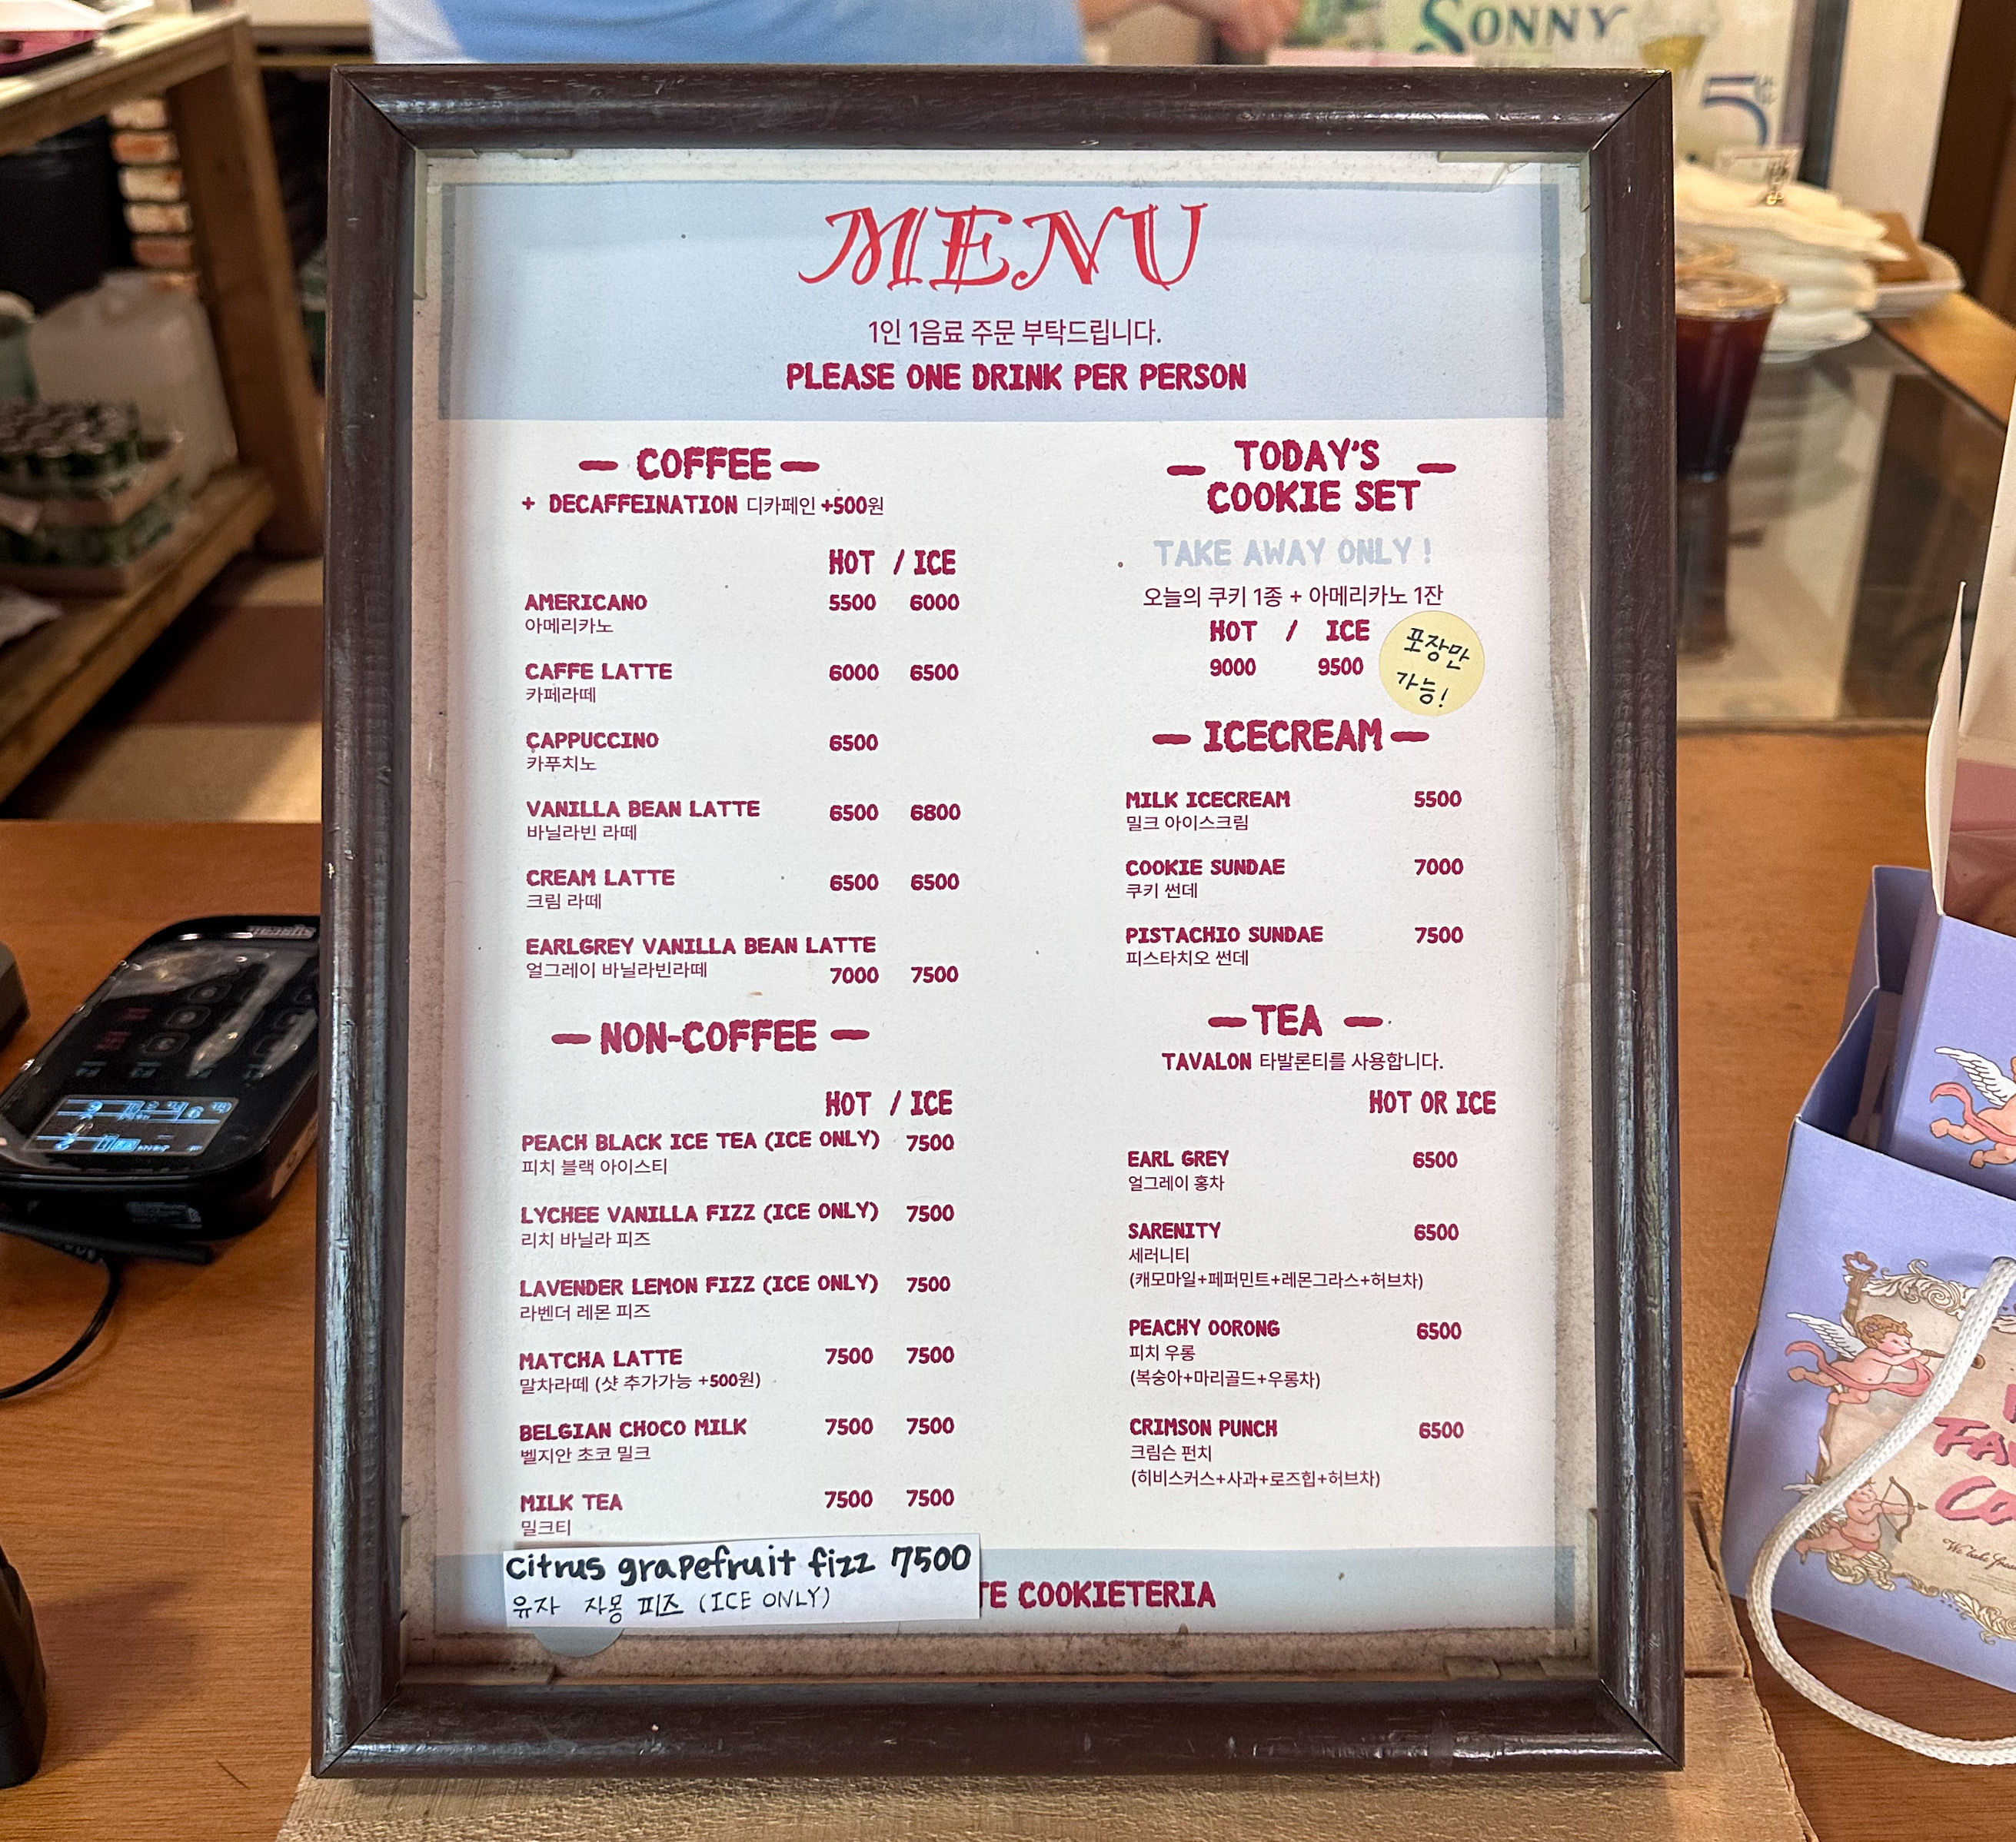 SONNY
5
MENU
1인 1음료 주문 부탁드립니다.
PLEASE ONE DRINK PER PERSON
COFFEE
+ DECAFFEINATION 디카페인 +500원
HOT / ICE
AMERICANO 5500 6000
아메리카노
CAFFE LATTE 6000 6500
카페라떼
CAPPUCCINO 6500
카푸치노
VANILLA BEAN LATTE 6500 6800
바닐라빈 라떼
CREAM LATTE 6500 6500
크림 라떼
EARLGREY VANILLA BEAN LATTE
얼그레이 바닐라빈라떼 7000 7500
NON-COFFEE
HOT / ICE
PEACH BLACK ICE TEA (ICE ONLY) 7500
피치 블랙 아이스티
LYCHEE VANILLA FIZZ (ICE ONLY) 7500
리치 바닐라 피즈
LAVENDER LEMON FIZZ (ICE ONLY) 7500
라벤더 레몬 피즈
MATCHA LATTE 7500 7500
말차라떼 (샷 추가가능 +500원)
BELGIAN CHOCO MILK 7500 7500
벨지안 초코 밀크
MILK TEA 7500 7500
밀크티
citrus grapefruit fizz 7500
유자 자몽 피즈 (ICE ONLY)
TODAY'S
COOKIE SET
TAKE AWAY ONLY !
오늘의 쿠키 1종 + 아메리카노 1잔
HOT / ICE
9000 9500
포장만
가능!
ICECREAM
MILK ICECREAM 5500
밀크 아이스크림
COOKIE SUNDAE 7000
쿠키 썬데
PISTACHIO SUNDAE 7500
피스타치오 썬데
TEA
TAVALON 타발론티를 사용합니다.
HOT OR ICE
EARL GREY 6500
얼그레이 홍차
SARENITY 6500
세러니티
(캐모마일+페퍼민트+레몬그라스+허브차)
PEACHY OORONG 6500
피치 우롱
(복숭아+마리골드+우롱차)
CRIMSON PUNCH 6500
크림슨 펀치
(히비스커스+사과+로즈힙+허브차)
TE COOKIETERIA